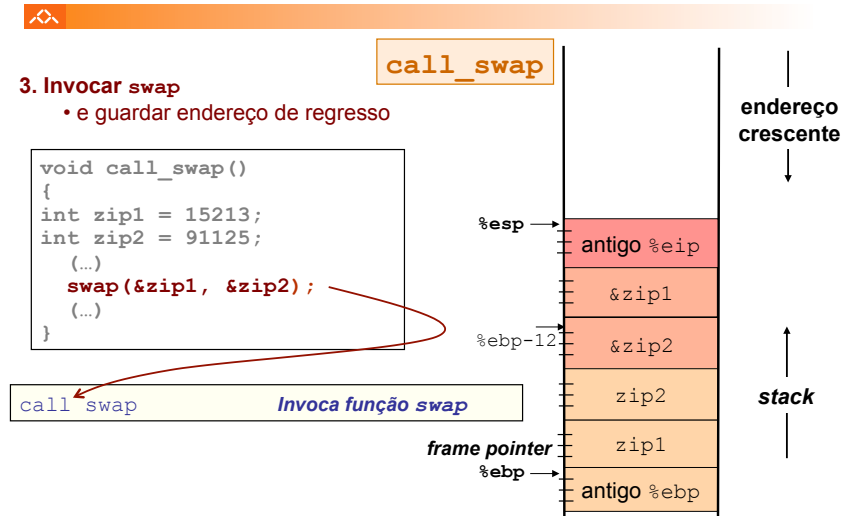 call_swap
3. Invocar swap
• e guardar endereço de regresso
void call_swap()
{
int zip1 = 15213;
int zip2 = 91125;
(…)
swap(&zip1, &zip2);
(…)
}
call swap Invoca função swap
endereço
crescente
%esp
antigo %eip
&zip1
%ebp-12
&zip2
zip2
stack
frame pointer
zip1
%ebp
antigo %ebp